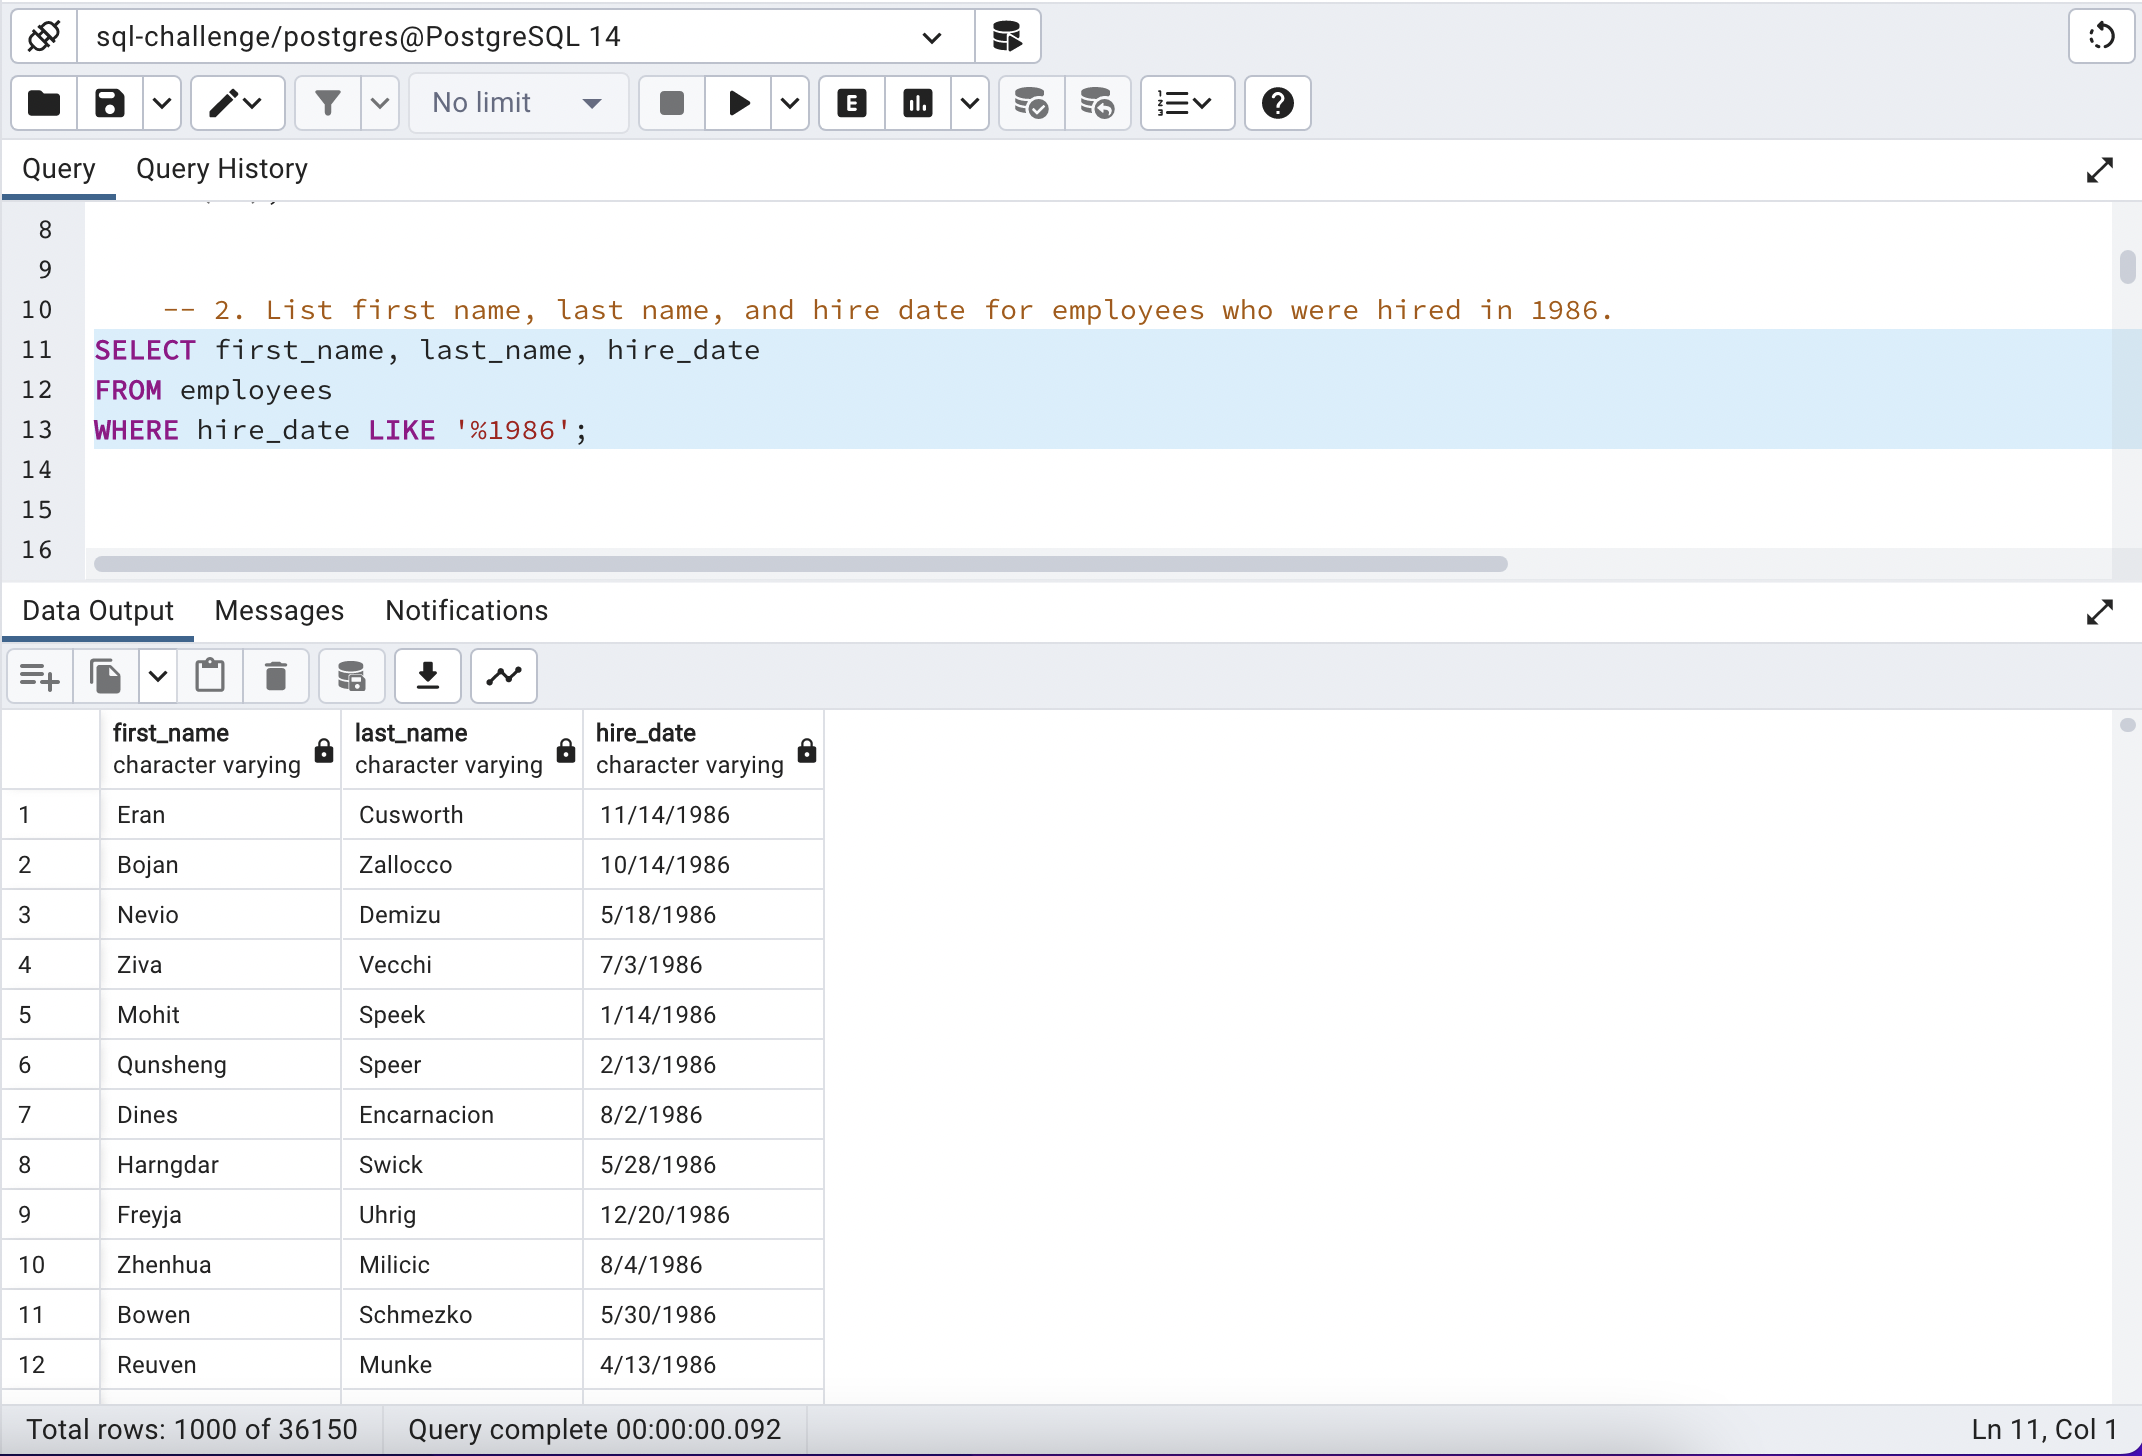 sql-challenge/postgres@PostgreSQL 14
No limit
E
Query Query History
8
9
10 -- 2. List first name, last name, and hire date for employees who were hired in 1986.
11 SELECT first_name, last_name, hire_date
12 FROM employees
13 WHERE hire_date LIKE '%1986';
14
15
16
Data Output Messages Notifications
first_name last_name hire_date
character varying character varying character varying
1 Eran Cusworth 11/14/1986
2 Bojan Zallocco 10/14/1986
3 Nevio Demizu 5/18/1986
4 Ziva Vecchi 7/3/1986
5 Mohit Speek 1/14/1986
6 Qunsheng Speer 2/13/1986
7 Dines Encarnacion 8/2/1986
8 Harngdar Swick 5/28/1986
9 Freyja Uhrig 12/20/1986
10 Zhenhua Milicic 8/4/1986
11 Bowen Schmezko 5/30/1986
12 Reuven Munke 4/13/1986
Total rows: 1000 of 36150 Query complete 00:00:00.092 Ln 11, Col 1